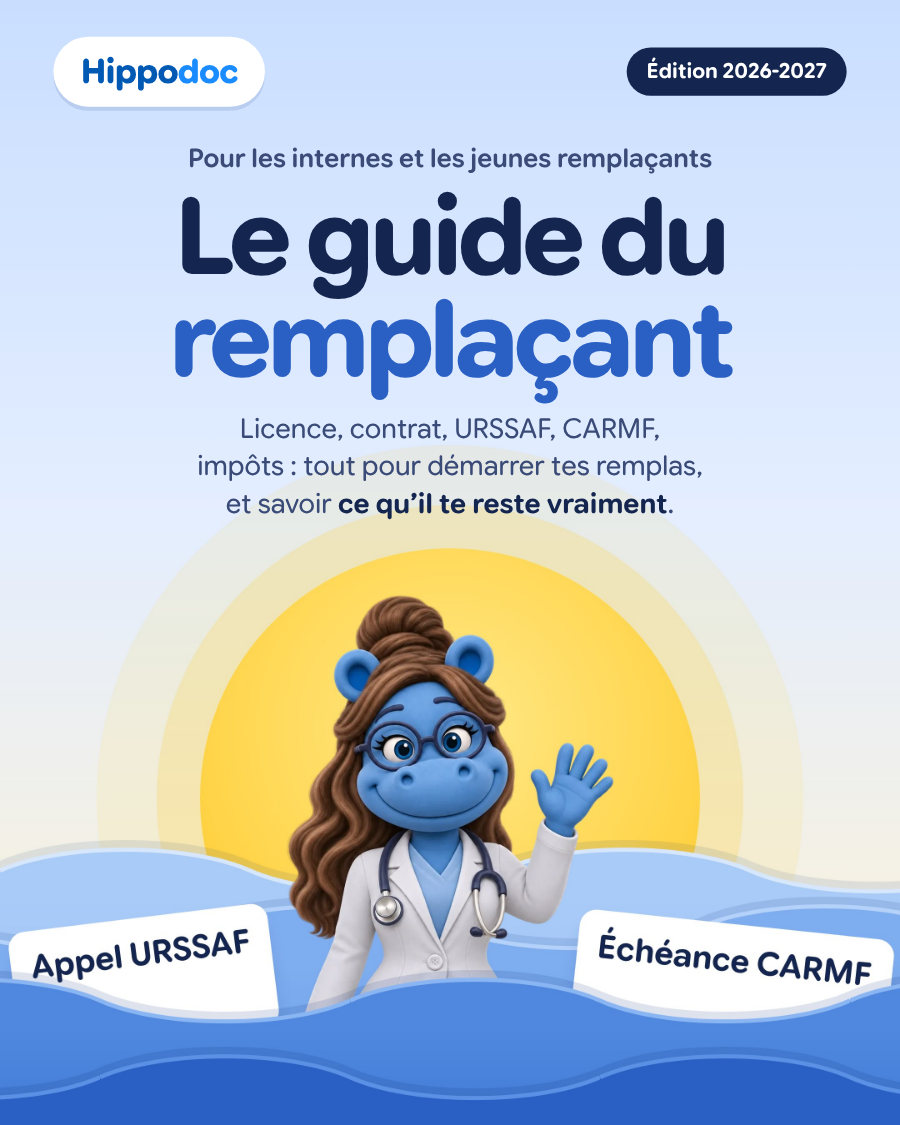 Hippodoc
Édition 2026-2027
Pour les internes et les jeunes remplaçants
Le guide du
remplaçant
Licence, contrat, URSSAF, CARMF,
impôts : tout pour démarrer tes remplas,
et savoir ce qu’il te reste vraiment.
Appel URSSAF
Échéance CARMF